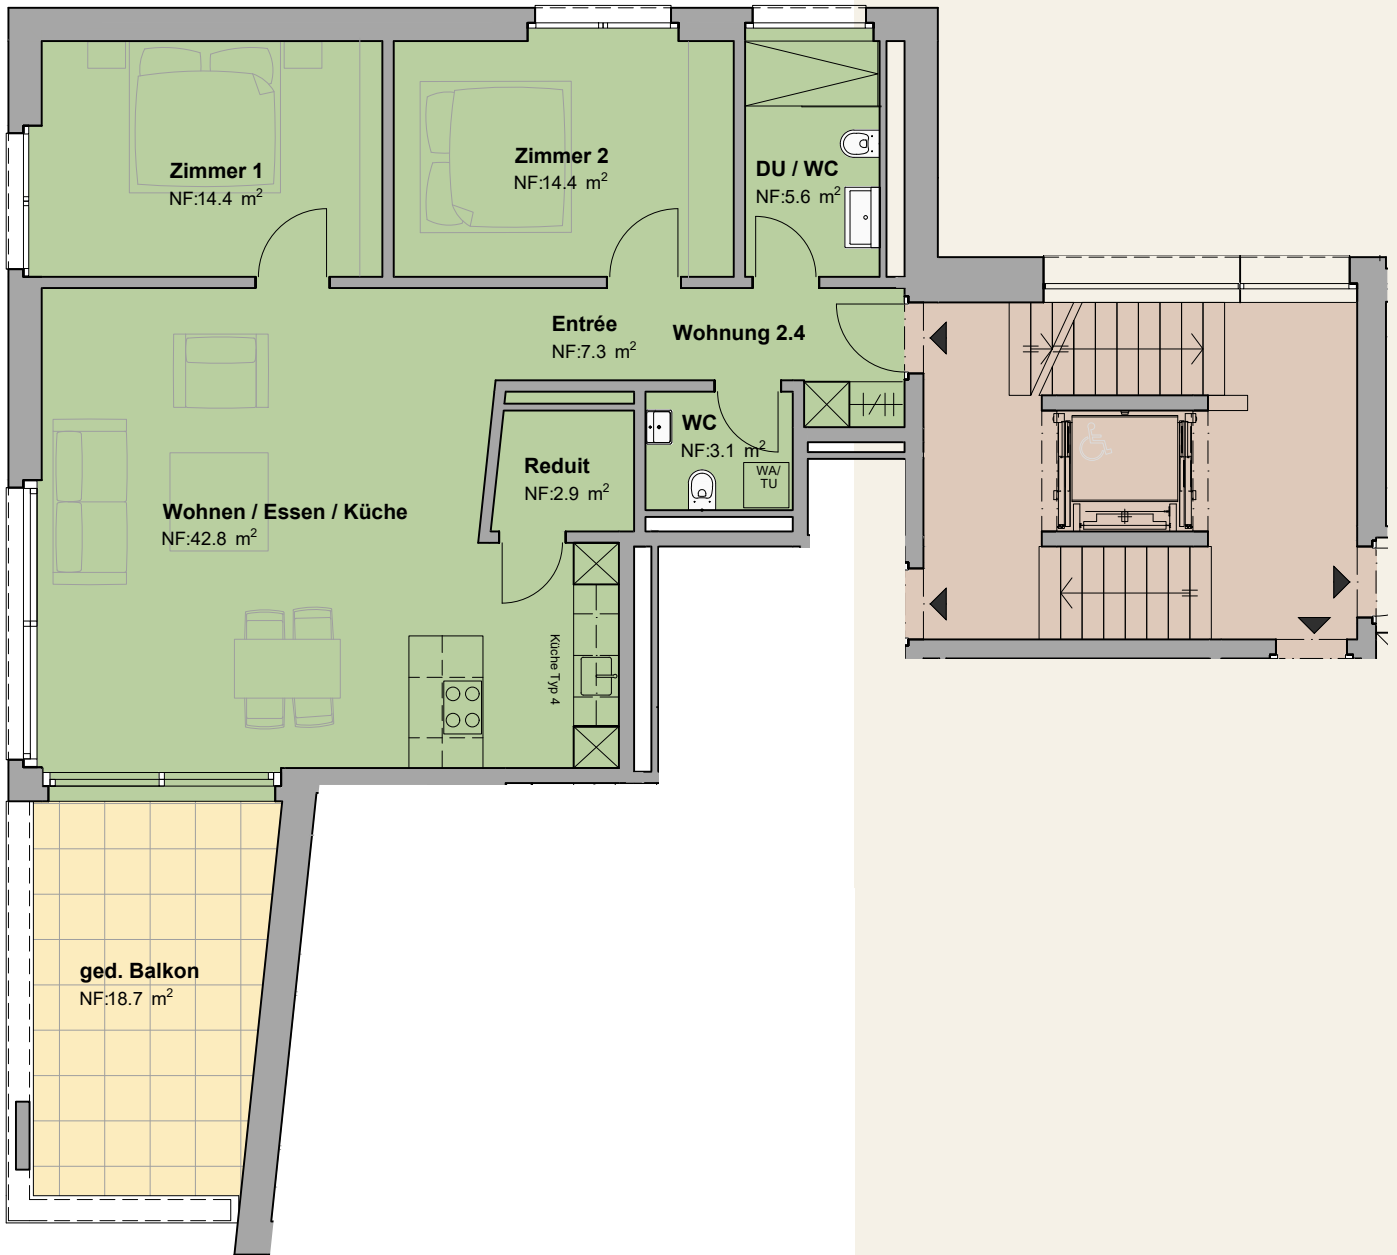 Zimmer 1
NF:14.4 m²
Zimmer 2
NF:14.4 m²
DU / WC
NF:5.6 m²
Entrée
NF:7.3 m²
Wohnung 2.4
WC
NF:3.1 m²
WA/
TU
Reduit
NF:2.9 m²
Wohnen / Essen / Küche
NF:42.8 m²
Küche Typ 4
ged. Balkon
NF:18.7 m²